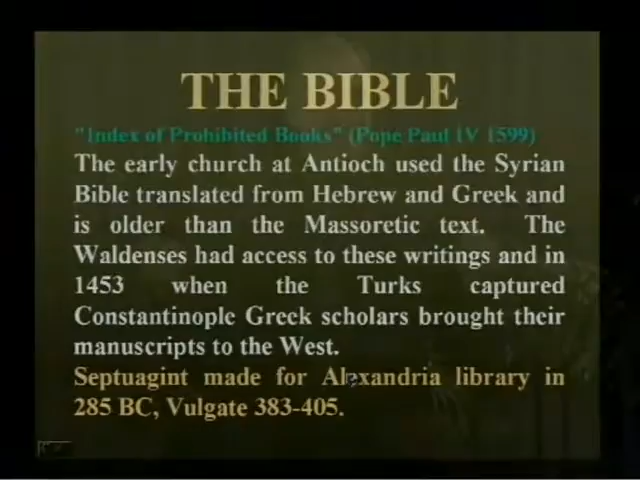 THE BIBLE
"Index of Prohibited Books" (Pope Paul IV 1599)
The early church at Antioch used the Syrian
Bible translated from Hebrew and Greek and
is older than the Massoretic text. The
Waldenses had access to these writings and in
1453 when the Turks captured
Constantinople Greek scholars brought their
manuscripts to the West.
Septuagint made for Alexandria library in
285 BC, Vulgate 383-405.